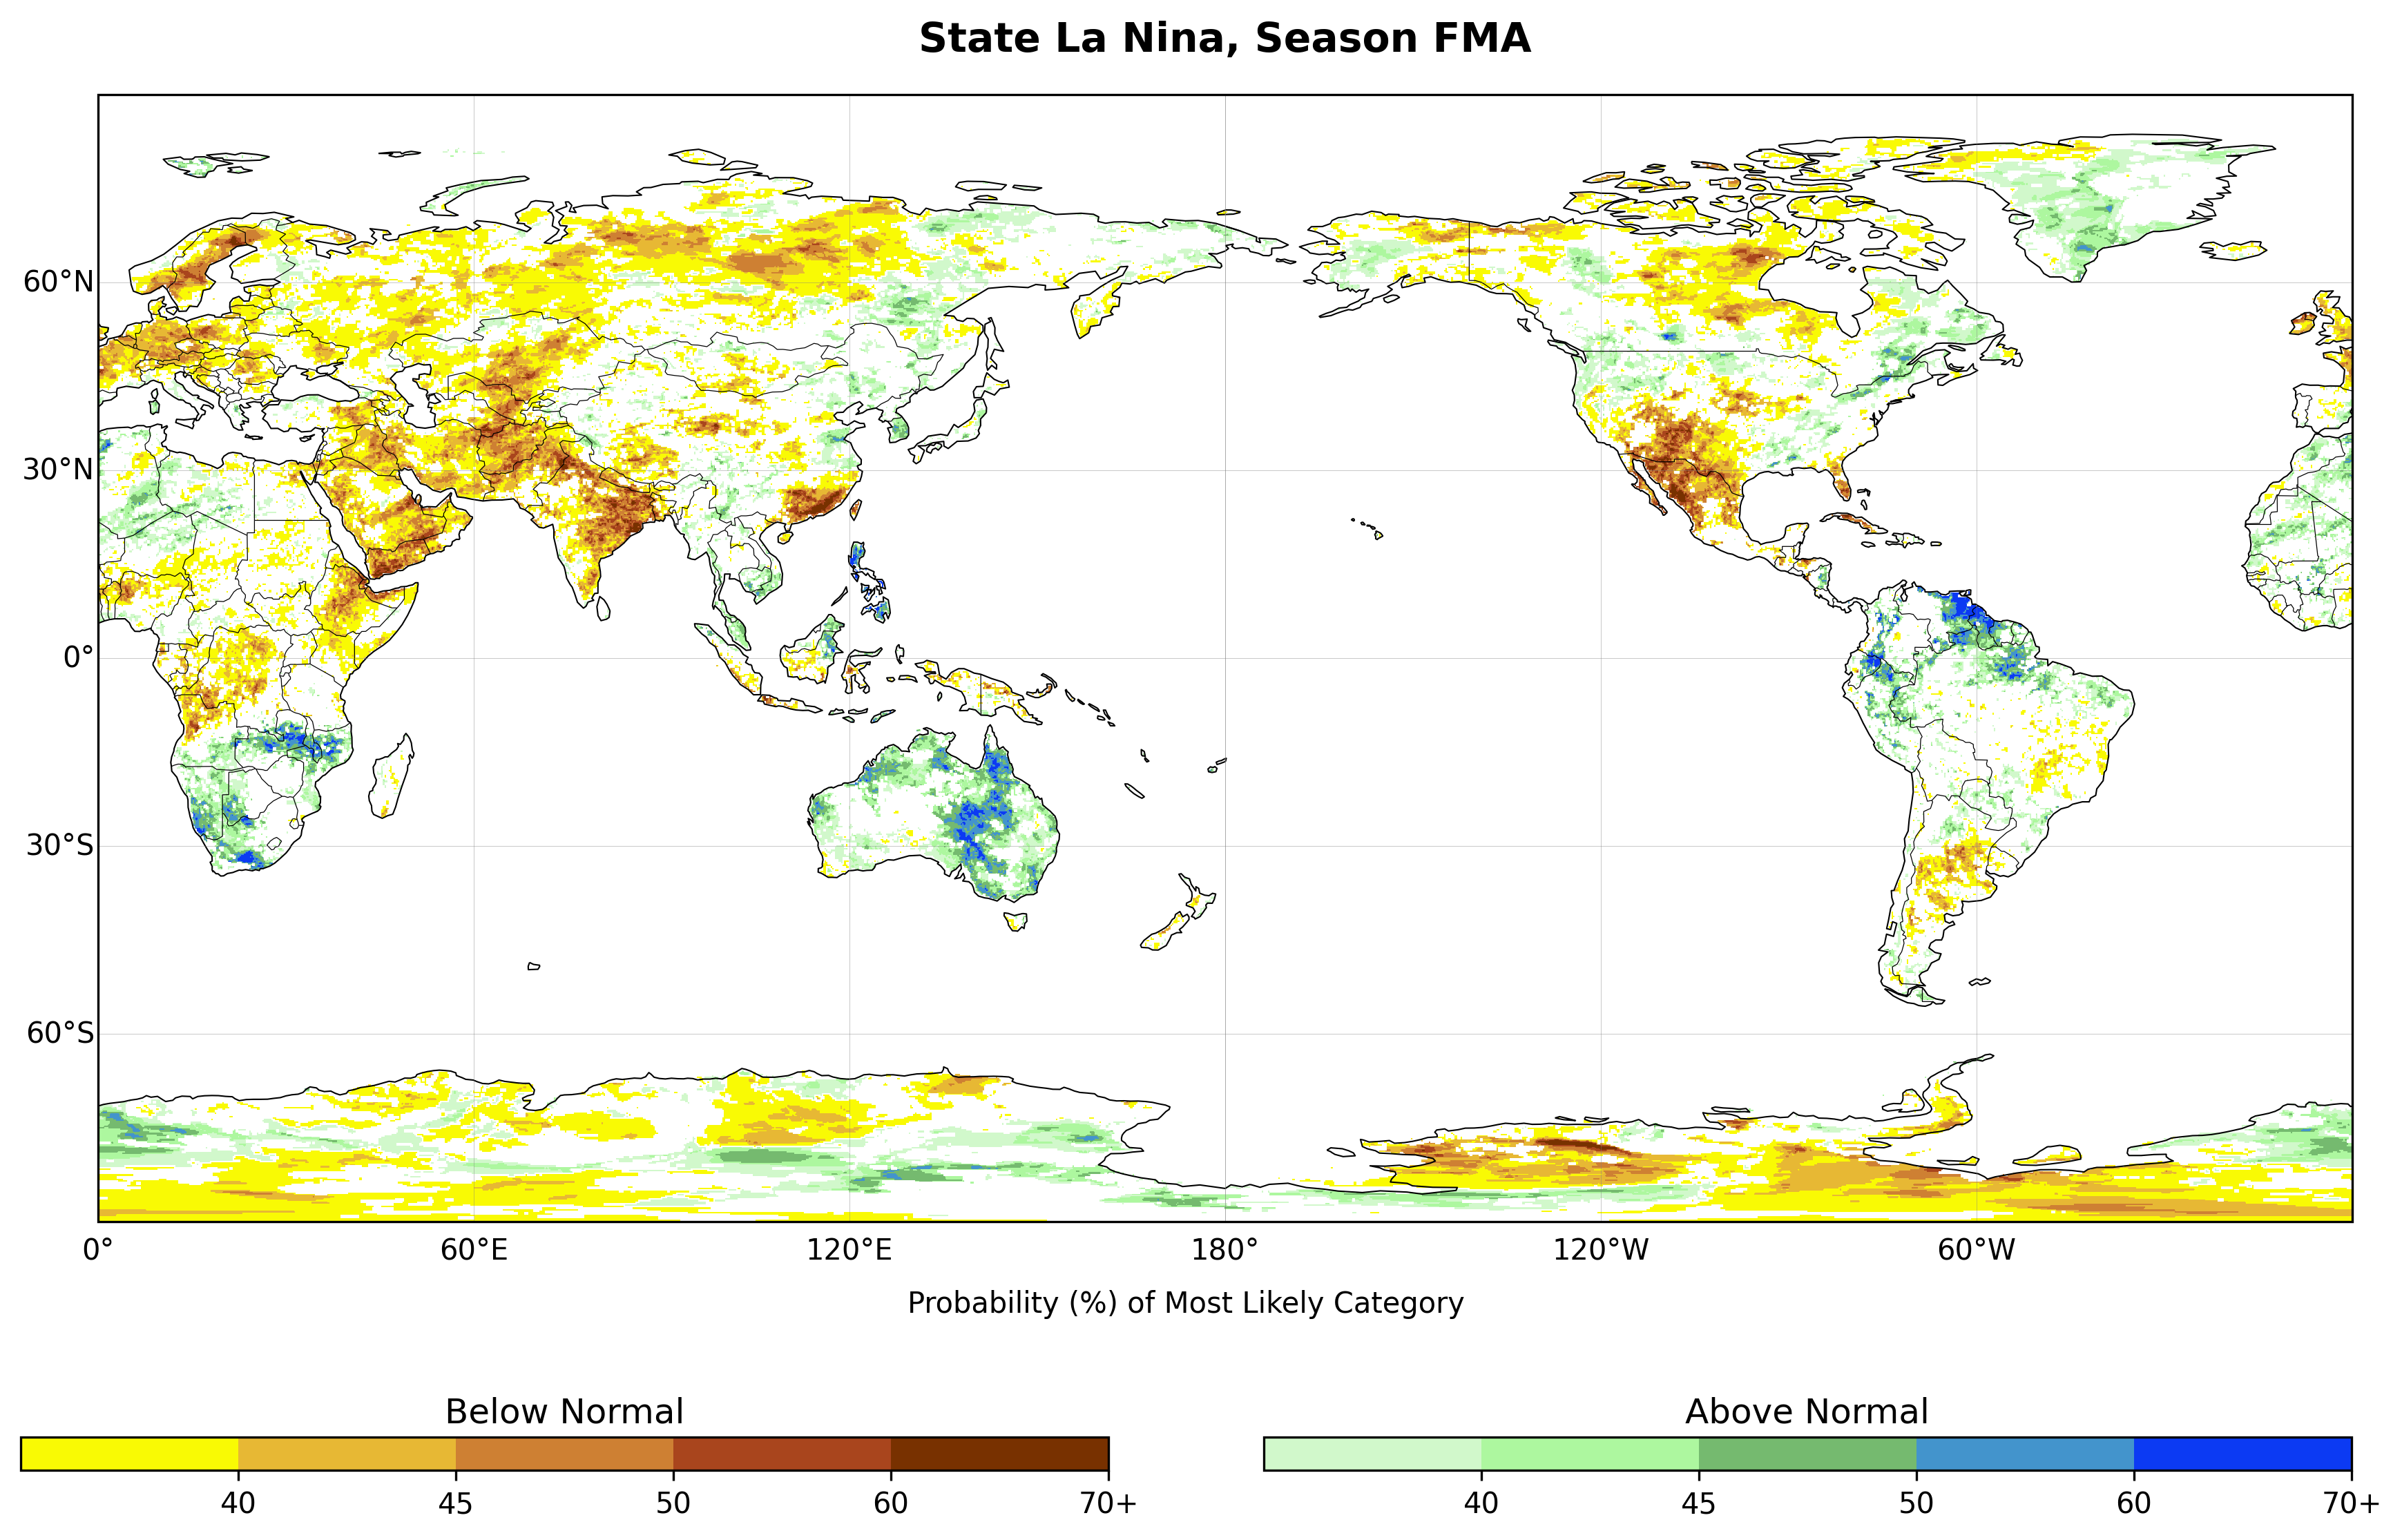 State La Nina, Season FMA
60°N
30°N
0°
30°S
60°S
0° 60°E 120°E 180° 120°W 60°W
Probability (%) of Most Likely Category
Below Normal
40 45 50 60 70+
Above Normal
40 45 50 60 70+